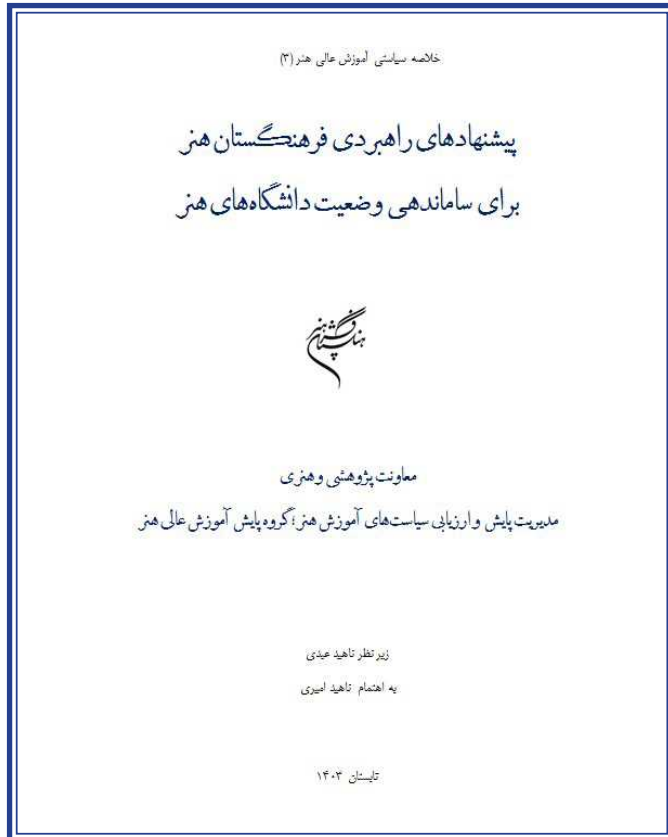 خلاصه سیاستی آموزش عالی هنر (۳)
پیشنهادهای راهبردی فرهنگستان هنر
برای ساماندهی وضعیت دانشگاه‌های هنر
فرهنگستان هنر
معاونت پژوهشی و هنری
مدیریت پایش و ارزیابی سیاست‌های آموزش هنر؛ گروه پایش آموزش عالی هنر
زیر نظر ناهید عبدی
به اهتمام ناهید امیری
تابستان ۱۴۰۳